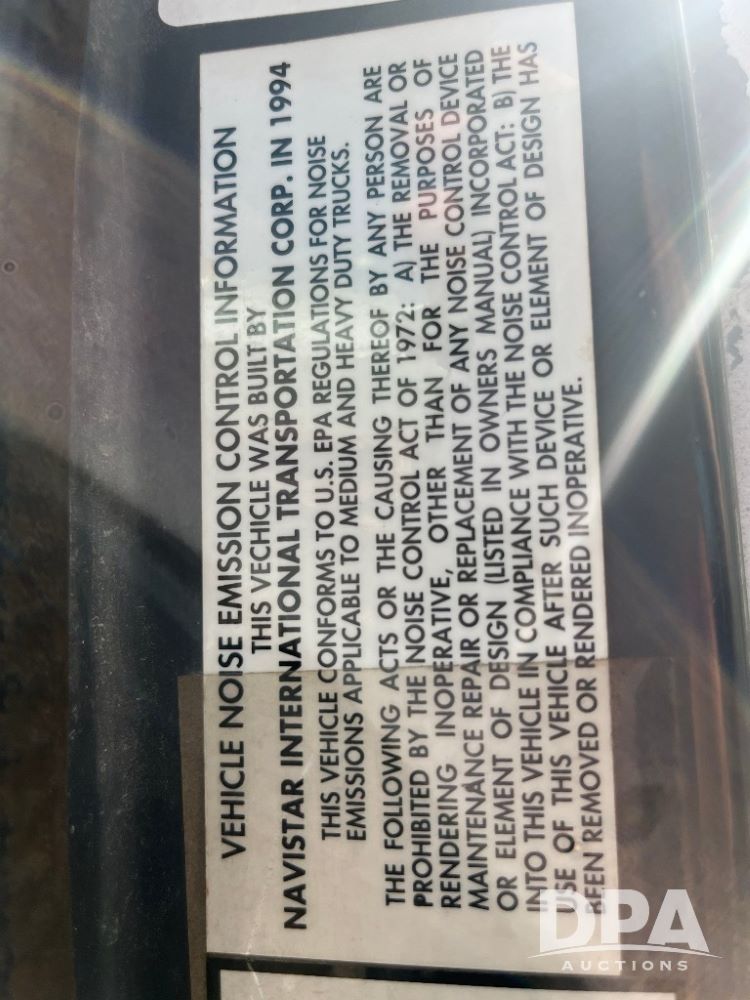 VEHICLE NOISE EMISSION CONTROL INFORMATION
THIS VECHICLE WAS BUILT BY
NAVISTAR INTERNATIONAL TRANSPORTATION CORP. IN 1994
THIS VEHICLE CONFORMS TO U.S. EPA REGULATIONS FOR NOISE
EMISSIONS APPLICABLE TO MEDIUM AND HEAVY DUTY TRUCKS.
THE FOLLOWING ACTS OR THE CAUSING THEREOF BY ANY PERSON ARE
PROHIBITED BY THE NOISE CONTROL ACT OF 1972: A) THE REMOVAL OR
RENDERING INOPERATIVE, OTHER THAN FOR THE PURPOSES OF
MAINTENANCE REPAIR OR REPLACEMENT OF ANY NOISE CONTROL DEVICE
OR ELEMENT OF DESIGN (LISTED IN OWNERS MANUAL) INCORPORATED
INTO THIS VEHICLE IN COMPLIANCE WITH THE NOISE CONTROL ACT: B) THE
USE OF THIS VEHICLE AFTER SUCH DEVICE OR ELEMENT OF DESIGN HAS
BEEN REMOVED OR RENDERED INOPERATIVE.
DPA
AUCTIONS